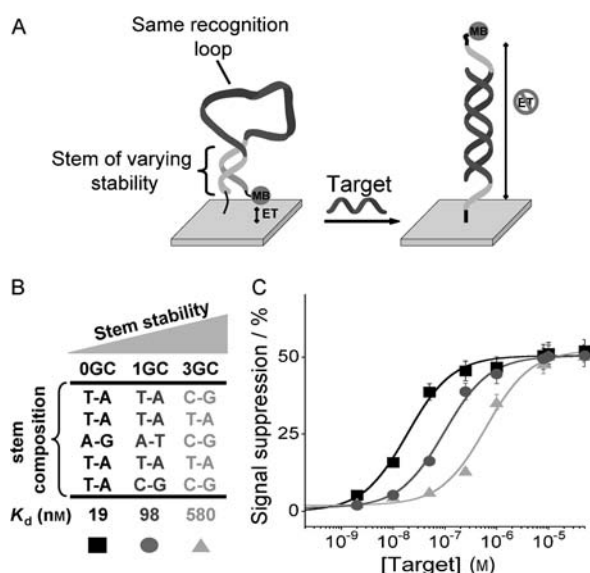 A
Same recognition
loop
Stem of varying
stability
MB
ET
Target
MB
ET
B
Stem stability
0GC 1GC 3GC
stem
composition
T-A T-A C-G
T-A T-A T-A
A-G A-T C-G
T-A T-A T-A
T-A C-G C-G
Kd (nM) 19 98 580
C
Signal suppression / %
50
25
0
10-9 10-8 10-7 10-6 10-5
[Target] (M)